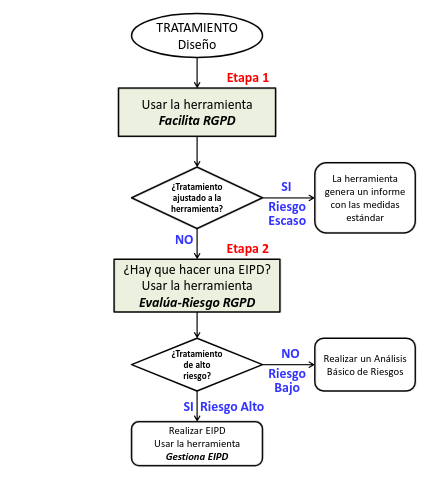 TRATAMIENTO
Diseño
Etapa 1
Usar la herramienta
Facilita RGPD
¿Tratamiento
ajustado a la
herramienta?
SI
Riesgo
Escaso
La herramienta
genera un informe
con las medidas
estándar
NO
Etapa 2
¿Hay que hacer una EIPD?
Usar la herramienta
Evalúa-Riesgo RGPD
¿Tratamiento
de alto
riesgo?
NO
Riesgo
Bajo
Realizar un Análisis
Básico de Riesgos
SI Riesgo Alto
Realizar EIPD
Usar la herramienta
Gestiona EIPD